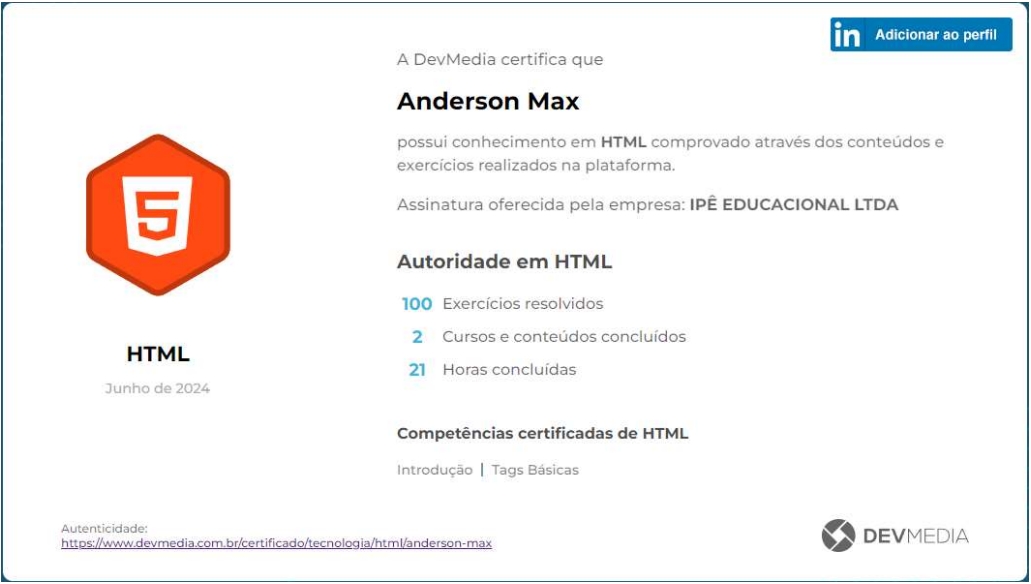 in Adicionar ao perfil
A DevMedia certifica que
Anderson Max
possui conhecimento em HTML comprovado através dos conteúdos e
exercícios realizados na plataforma.
Assinatura oferecida pela empresa: IPÊ EDUCACIONAL LTDA
Autoridade em HTML
100 Exercícios resolvidos
2 Cursos e conteúdos concluídos
21 Horas concluídas
Competências certificadas de HTML
Introdução | Tags Básicas
5
HTML
Junho de 2024
Autenticidade:
https://www.devmedia.com.br/certificado/tecnologia/html/anderson-max
DEVMEDIA